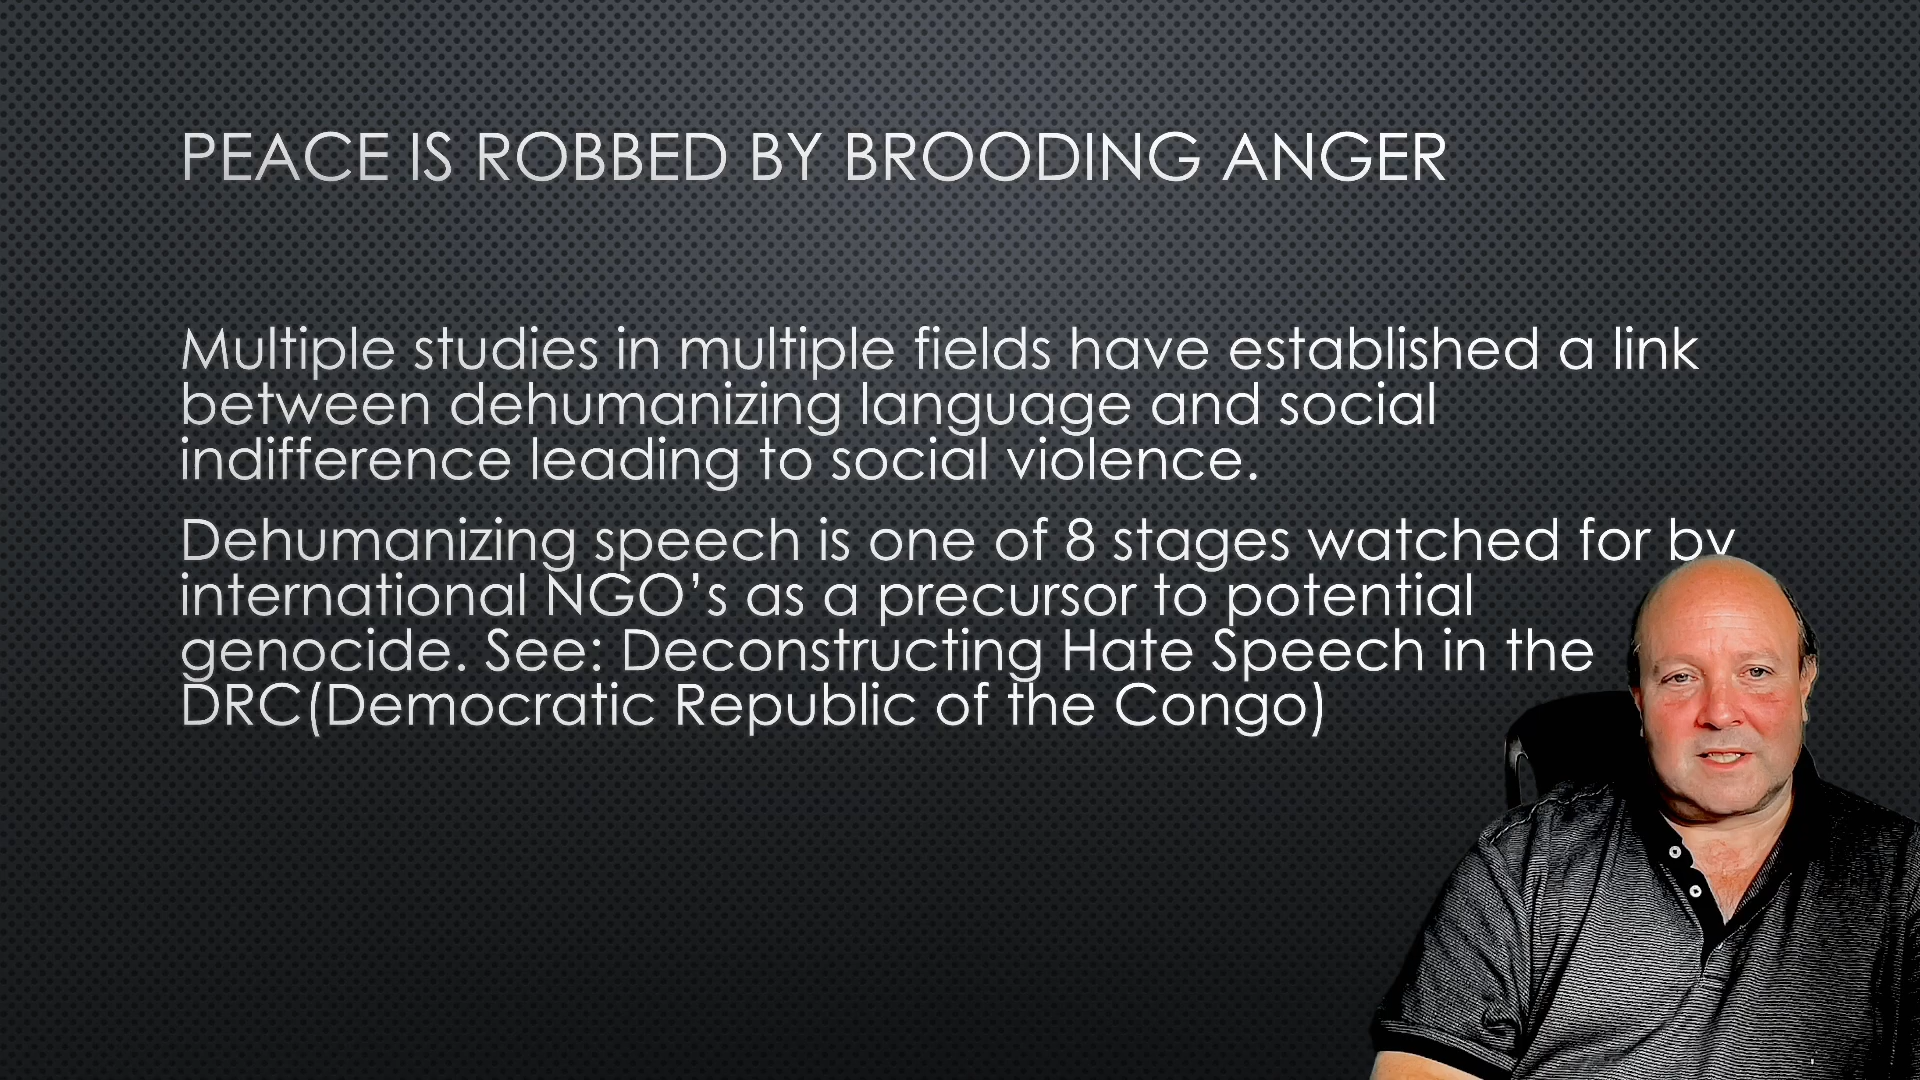 PEACE IS ROBBED BY BROODING ANGER
Multiple studies in multiple fields have established a link
between dehumanizing language and social
indifference leading to social violence.
Dehumanizing speech is one of 8 stages watched for by
international NGO’s as a precursor to potential
genocide. See: Deconstructing Hate Speech in the
DRC(Democratic Republic of the Congo)